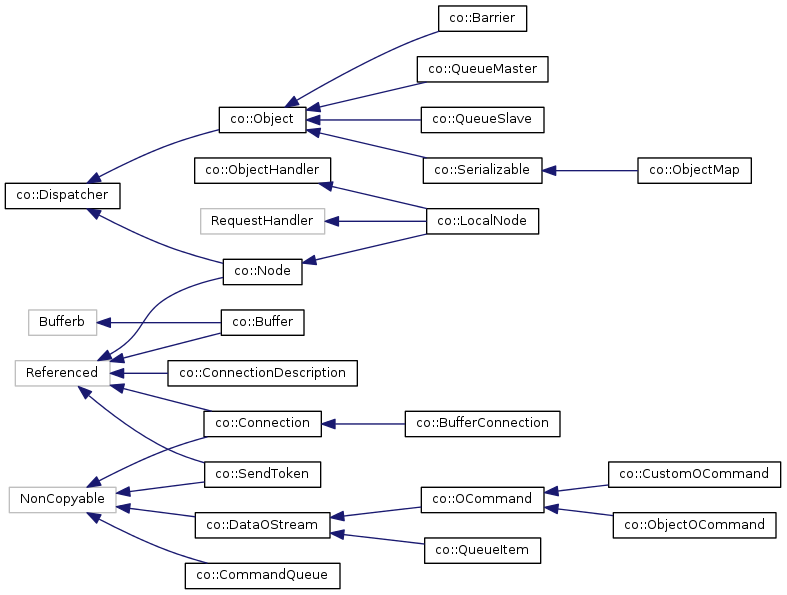 co::Barrier
co::QueueMaster
co::Object
co::QueueSlave
co::ObjectHandler
co::Serializable
co::ObjectMap
co::Dispatcher
RequestHandler
co::LocalNode
co::Node
Bufferb
co::Buffer
Referenced
co::ConnectionDescription
co::Connection
co::BufferConnection
co::SendToken
co::CustomOCommand
NonCopyable
co::OCommand
co::DataOStream
co::ObjectOCommand
co::QueueItem
co::CommandQueue